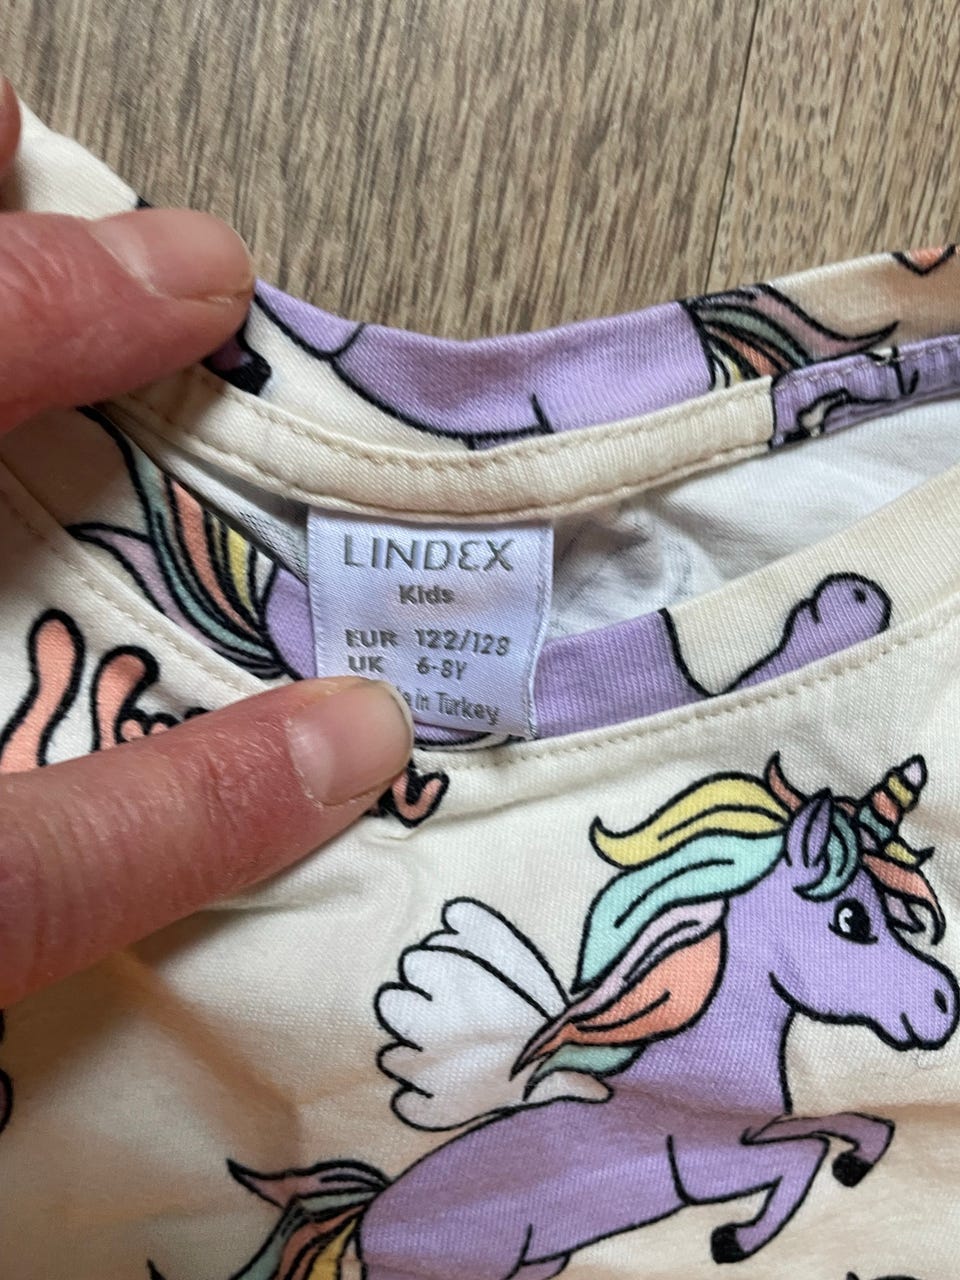 LINDEX
Kids
EUR 122/128
UK 6-8Y
in Turkey